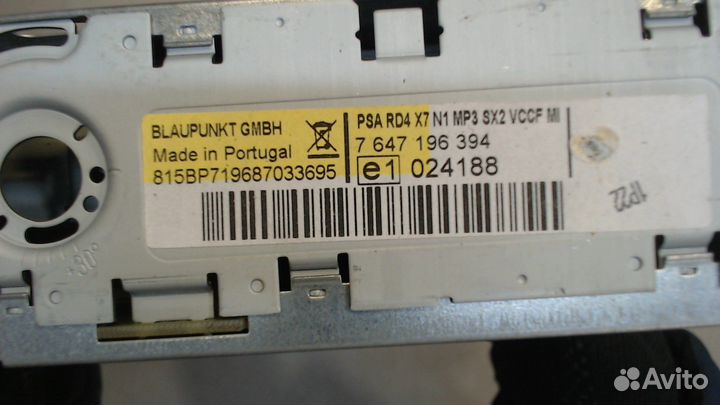 BLAUPUNKT GMBH
Made in Portugal
815BP719687033695
PSA RD4 X7 N1 MP3 SX2 VCCF MI
7 647 196 394
e1 024188
1P22
+30°
Avito